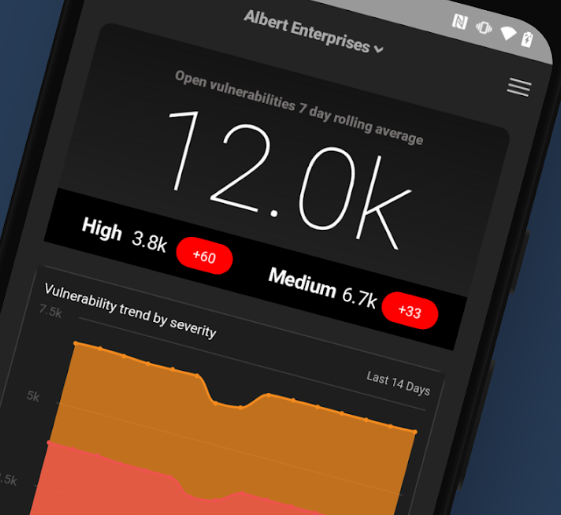 Albert Enterprises
Open vulnerabilities 7 day rolling average
12.0k
High 3.8k +60 Medium 6.7k +33
Vulnerability trend by severity
Last 14 Days
7.5k
5k
.5k